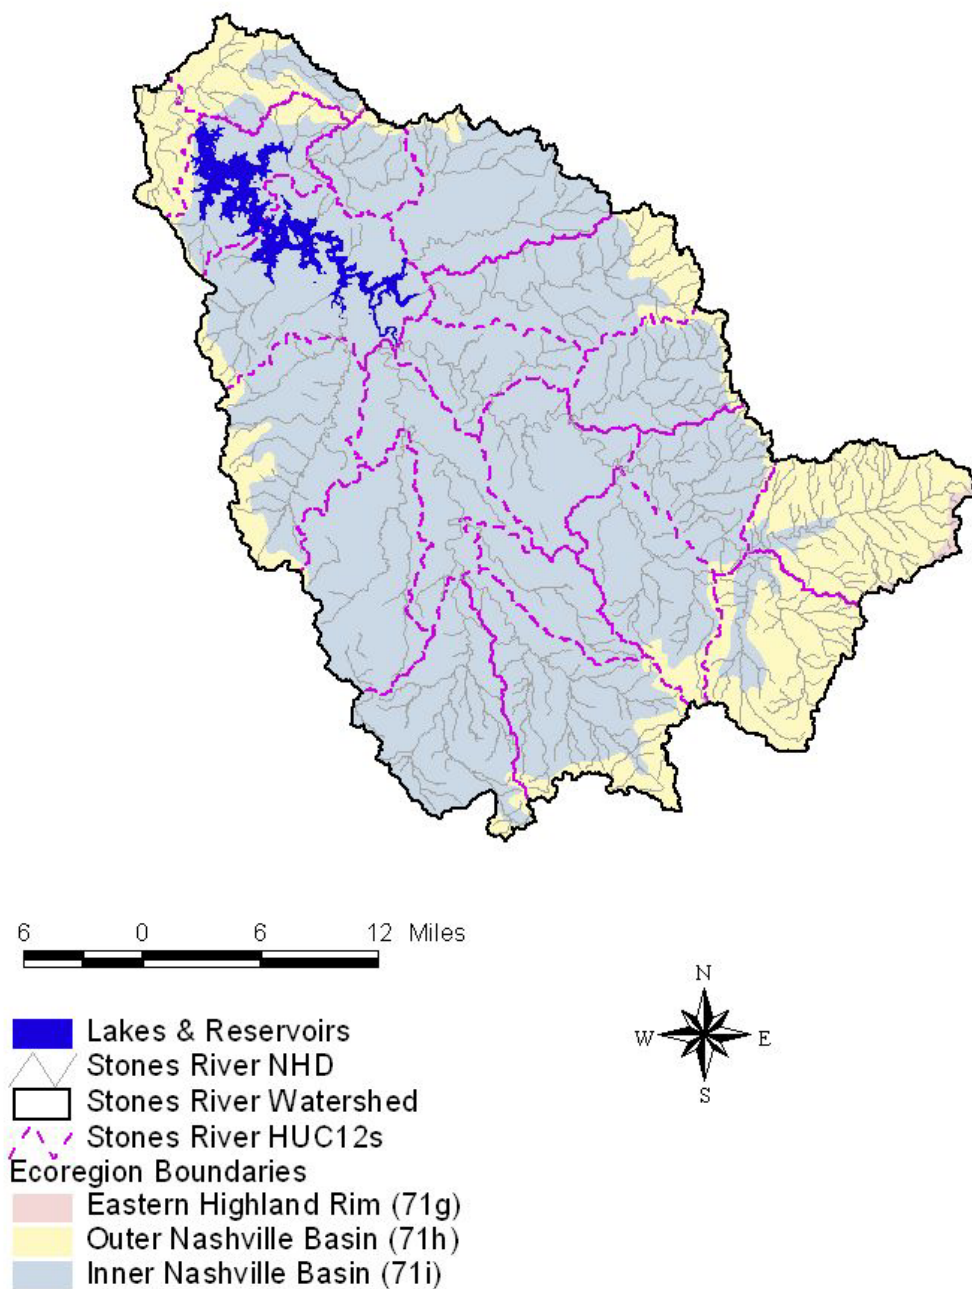 6 0 6 12 Miles
N
W E
S
Lakes & Reservoirs
Stones River NHD
Stones River Watershed
Stones River HUC12s
Ecoregion Boundaries
Eastern Highland Rim (71g)
Outer Nashville Basin (71h)
Inner Nashville Basin (71i)